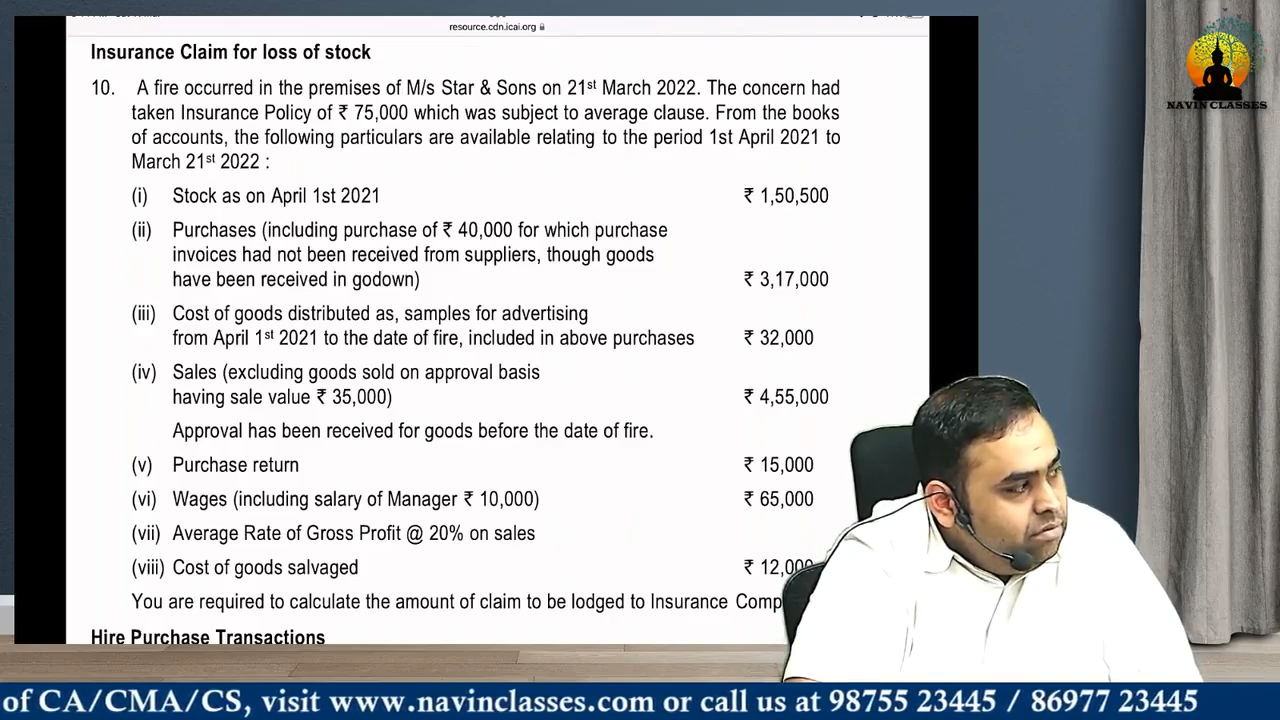 resource.cdn.icai.org
Insurance Claim for loss of stock
10. A fire occurred in the premises of M/s Star & Sons on 21st March 2022. The concern had
taken Insurance Policy of ₹ 75,000 which was subject to average clause. From the books
of accounts, the following particulars are available relating to the period 1st April 2021 to
March 21st 2022 :
(i) Stock as on April 1st 2021 ₹ 1,50,500
(ii) Purchases (including purchase of ₹ 40,000 for which purchase
invoices had not been received from suppliers, though goods
have been received in godown) ₹ 3,17,000
(iii) Cost of goods distributed as, samples for advertising
from April 1st 2021 to the date of fire, included in above purchases ₹ 32,000
(iv) Sales (excluding goods sold on approval basis
having sale value ₹ 35,000) ₹ 4,55,000
Approval has been received for goods before the date of fire.
(v) Purchase return ₹ 15,000
(vi) Wages (including salary of Manager ₹ 10,000) ₹ 65,000
(vii) Average Rate of Gross Profit @ 20% on sales
(viii) Cost of goods salvaged ₹ 12,000
You are required to calculate the amount of claim to be lodged to Insurance Comp
Hire Purchase Transactions
NAVIN CLASSES
of CA/CMA/CS, visit www.navinclasses.com or call us at 98755 23445 / 86977 23445